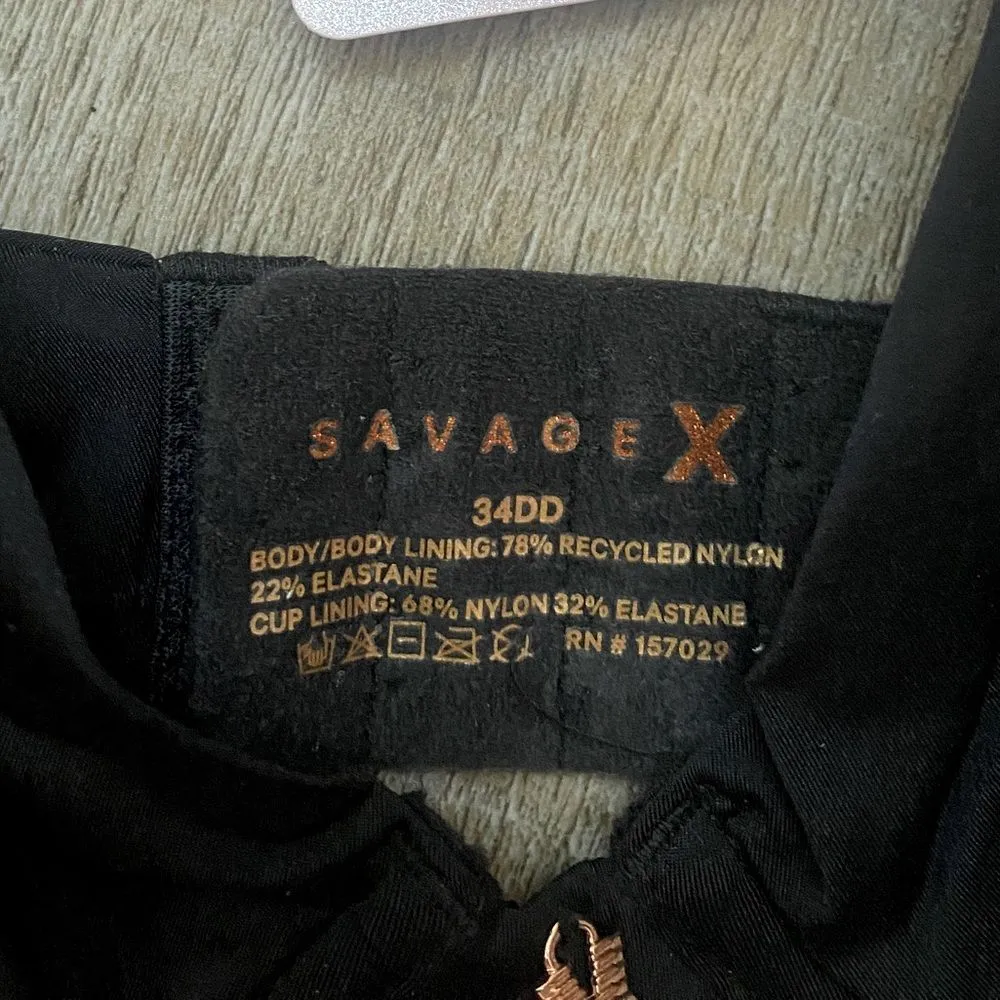 SAVAGE X
34DD
BODY/BODY LINING: 78% RECYCLED NYLON
22% ELASTANE
CUP LINING: 68% NYLON 32% ELASTANE
RN # 157029